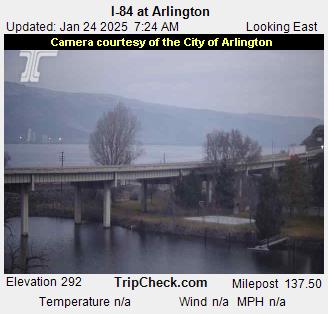 I-84 at Arlington
Updated: Jan 24 2025 7:24 AM Looking East
Camera courtesy of the City of Arlington
Elevation 292 TripCheck.com Milepost 137.50
Temperature n/a Wind n/a MPH n/a